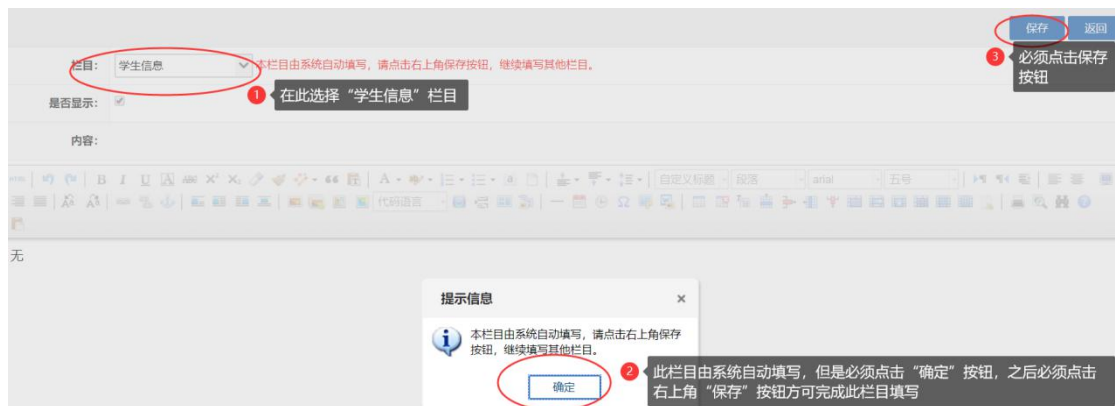 保存 返回
栏目: 学生信息 本栏目由系统自动填写，请点击右上角保存按钮，继续填写其他栏目。
3 必须点击保存
按钮
1 在此选择“学生信息”栏目
是否显示:
内容:
自定义标题 段落 arial 五号
代码语言
无
提示信息
本栏目由系统自动填写，请点击右上角保存
按钮，继续填写其他栏目。
确定
2 此栏目由系统自动填写，但是必须点击“确定”按钮，之后必须点击
右上角“保存”按钮方可完成此栏目填写